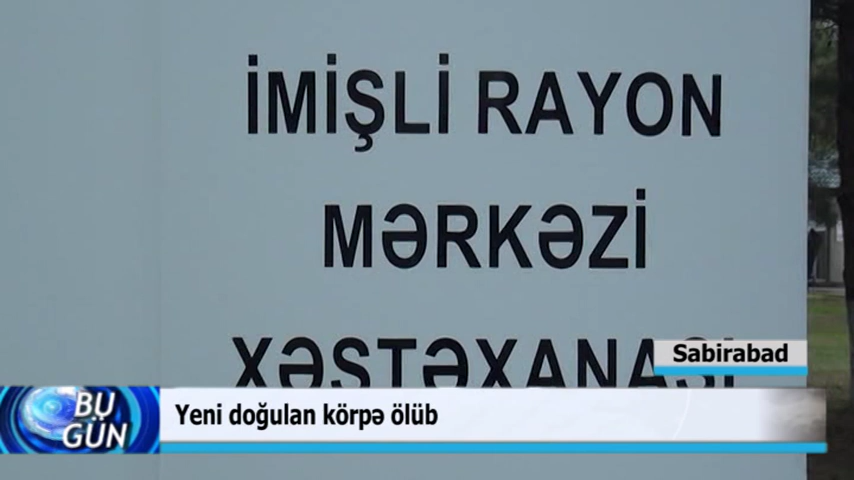 İMİŞLİ RAYON
MƏRKƏZİ
XƏSTƏXANASI
Sabirabad
BU
GÜN
Yeni doğulan körpə ölüb